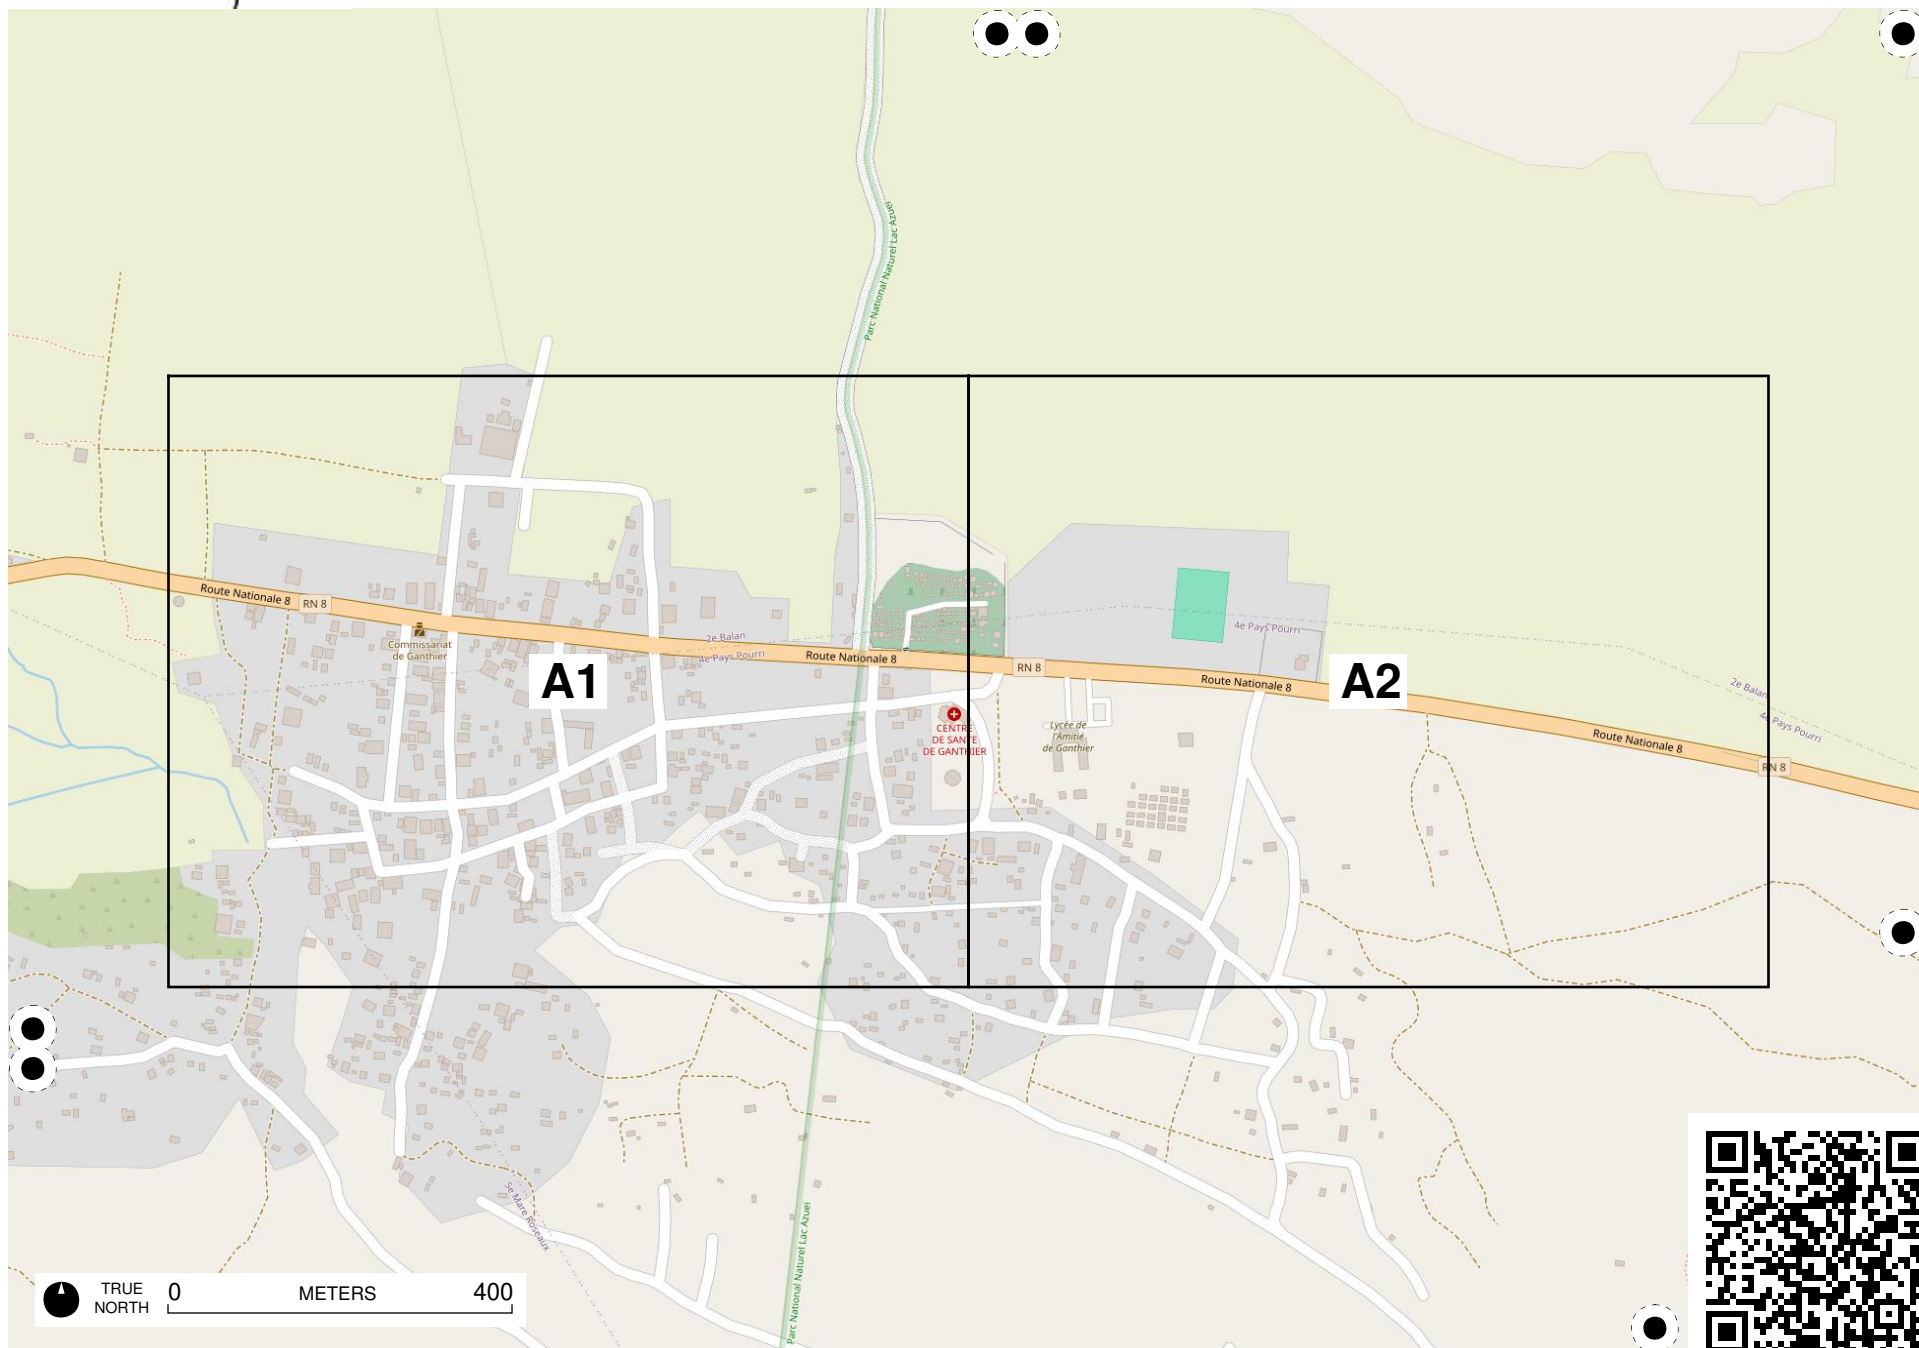 Parc National Naturel Lac Azuei
Route Nationale 8
RN 8
Commissariat
de Ganthier
2e Balan
4e Pays Pourri
Route Nationale 8
A1
RN 8
4e Pays Pourri
Route Nationale 8
A2
2e Balan
4e Pays Pourri
Route Nationale 8
RN 8
CENTRE
DE SANTE
DE GANTHIER
Lycée de
l'Amitié
de Ganthier
5e Mare Roseaux
Parc National Naturel Lac Azuei
TRUE
NORTH
0 METERS 400